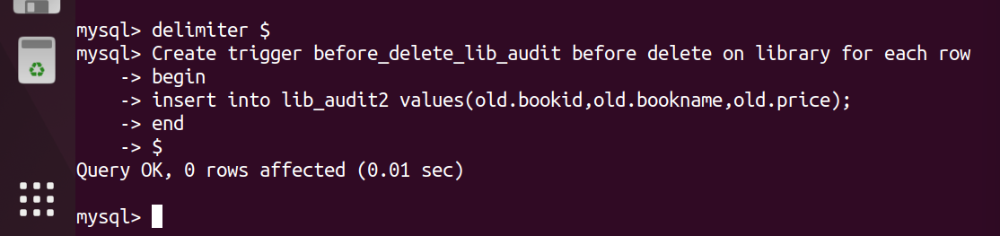 mysql> delimiter $
mysql> Create trigger before_delete_lib_audit before delete on library for each row
    -> begin
    -> insert into lib_audit2 values(old.bookid,old.bookname,old.price);
    -> end
    -> $
Query OK, 0 rows affected (0.01 sec)
mysql>